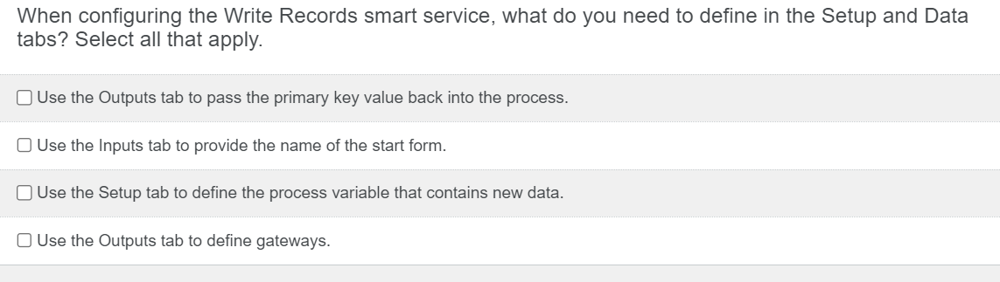 When configuring the Write Records smart service, what do you need to define in the Setup and Data
tabs? Select all that apply.
Use the Outputs tab to pass the primary key value back into the process.
Use the Inputs tab to provide the name of the start form.
Use the Setup tab to define the process variable that contains new data.
Use the Outputs tab to define gateways.